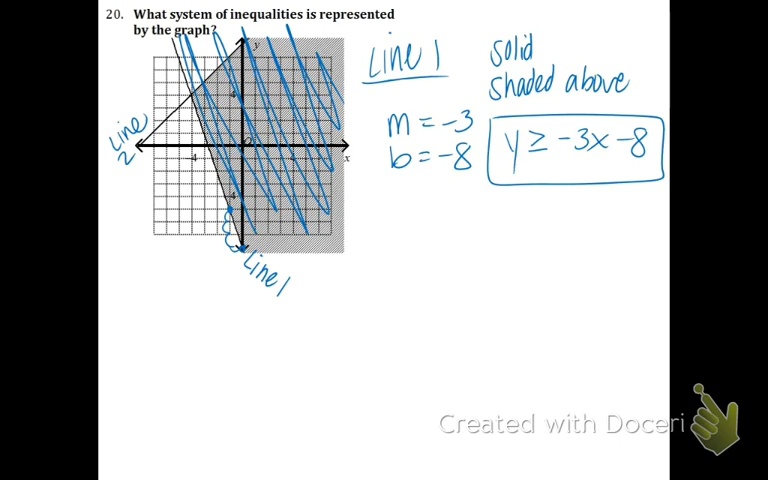 20. What system of inequalities is represented
by the graph?
y
4
-4
4
x
-4
Line
2
Line 1
Line 1
solid
shaded above
m = -3
b = -8
y ≥ -3x -8
Created with Doceri